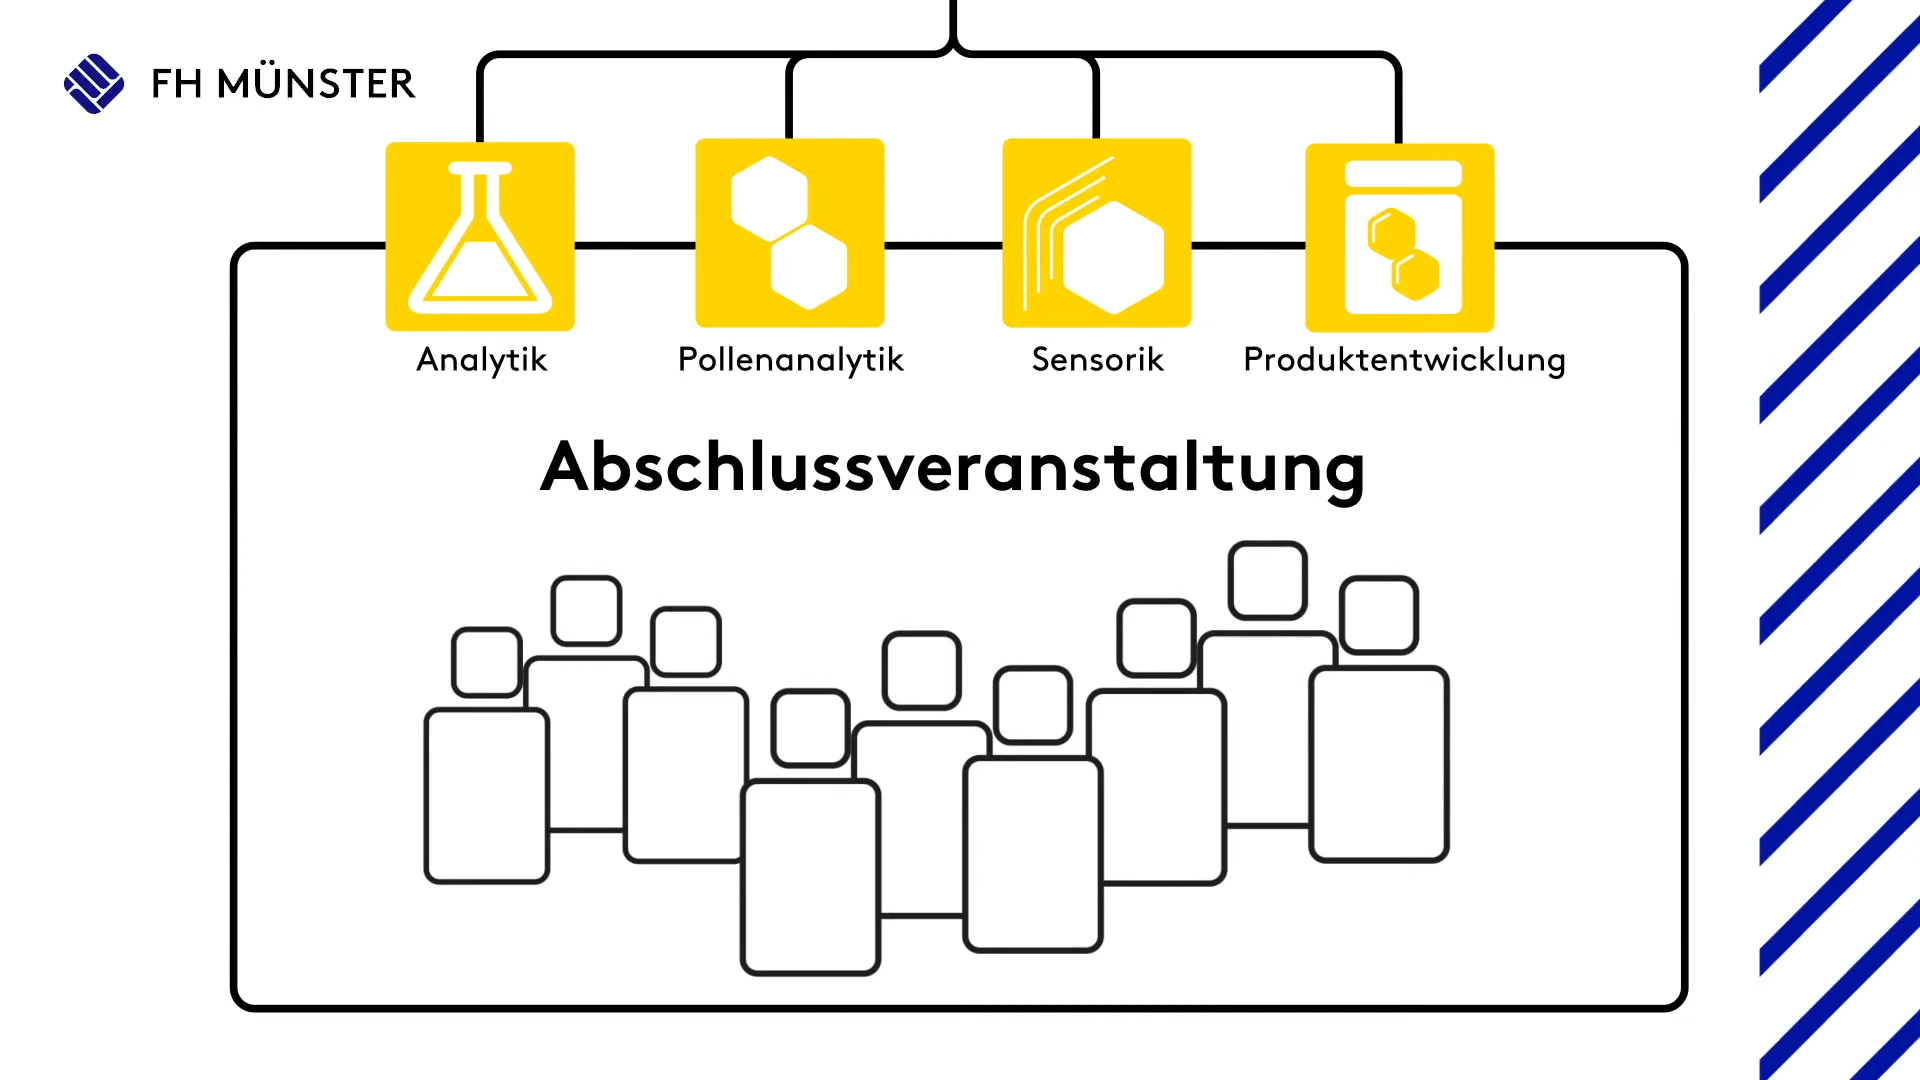 FH MÜNSTER
Analytik
Pollenanalytik
Sensorik
Produktentwicklung
Abschlussveranstaltung